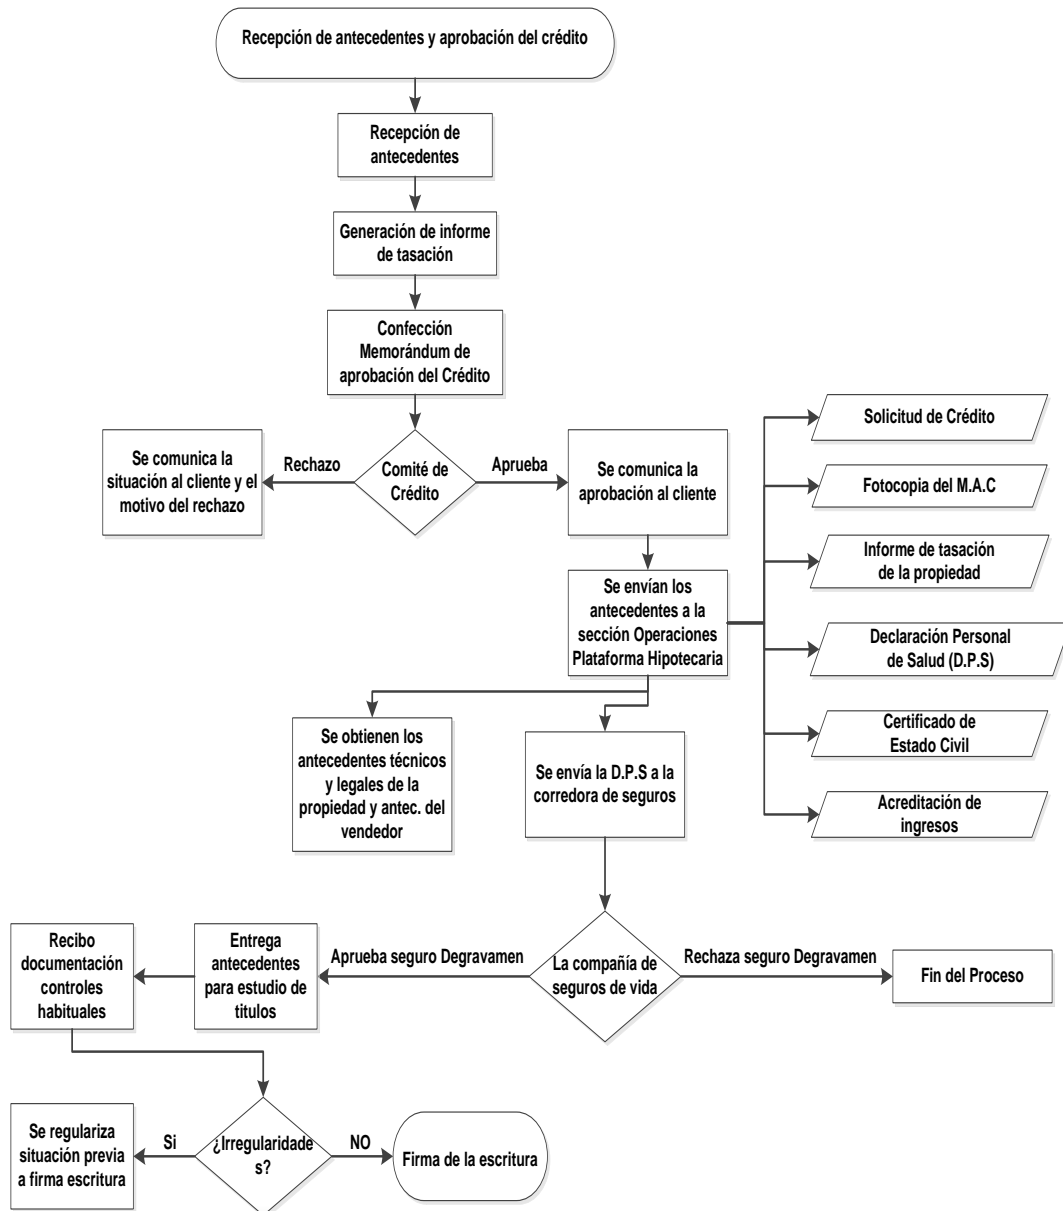 Recepción de antecedentes y aprobación del crédito
Recepción de
antecedentes
Generación de informe
de tasación
Confección
Memorándum de
aprobación del Crédito
Se comunica la
situación al cliente y el
motivo del rechazo
Rechazo
Comité de
Crédito
Aprueba
Se comunica la
aprobación al cliente
Se envían los
antecedentes a la
sección Operaciones
Plataforma Hipotecaria
Solicitud de Crédito
Fotocopia del M.A.C
Informe de tasación
de la propiedad
Declaración Personal
de Salud (D.P.S)
Certificado de
Estado Civil
Acreditación de
ingresos
Se obtienen los
antecedentes técnicos
y legales de la
propiedad y antec. del
vendedor
Se envía la D.P.S a la
corredora de seguros
La compañía de
seguros de vida
Rechaza seguro Degravamen
Fin del Proceso
Aprueba seguro Degravamen
Entrega
antecedentes
para estudio de
titulos
Recibo
documentación
controles
habituales
¿Irregularidade
s?
Si
Se regulariza
situación previa
a firma escritura
NO
Firma de la escritura